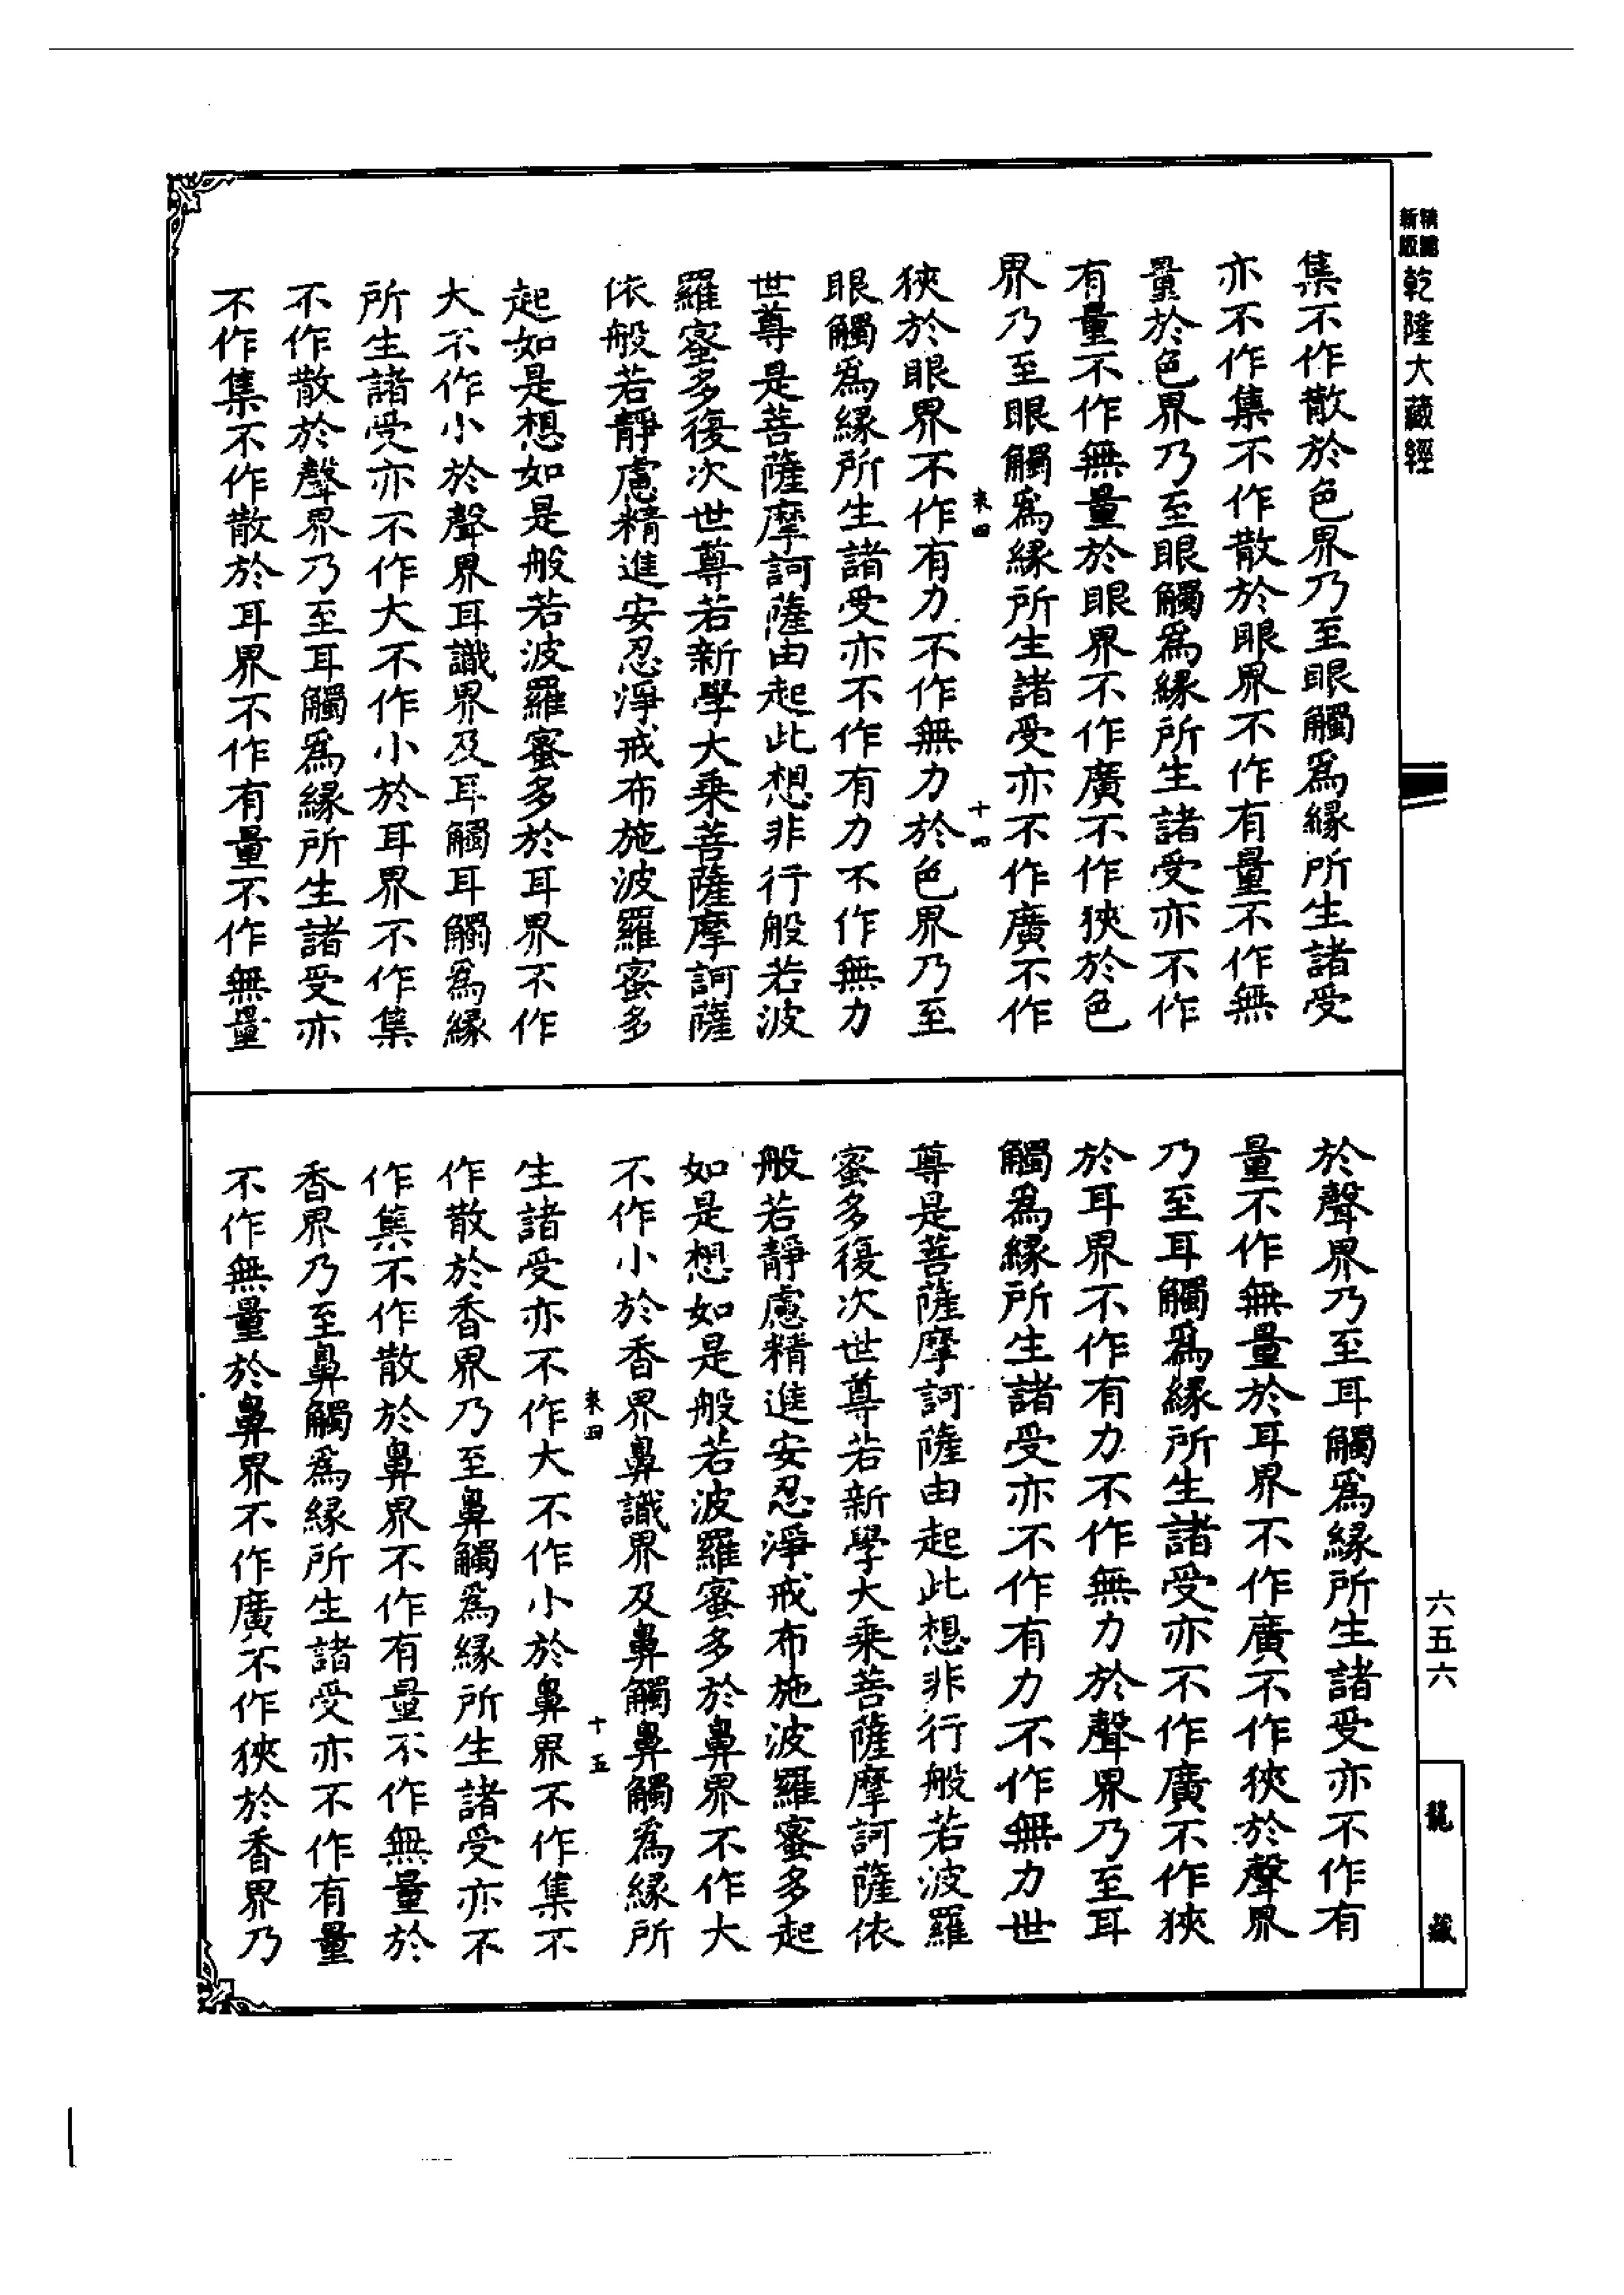 精鑄
新版
乾隆大藏經
集不作散於色界乃至眼觸爲緣所生諸受
亦不作集不作散於眼界不作有量不作無
量於色界乃至眼觸爲緣所生諸受亦不作
有量不作無量於眼界不作廣不作狹於色
界乃至眼觸爲緣所生諸受亦不作廣不作
來四 十四
狹於眼界不作有力不作無力於色界乃至
眼觸爲緣所生諸受亦不作有力不作無力
世尊是菩薩摩訶薩由起此想非行般若波
羅蜜多復次世尊若新學大乗菩薩摩訶薩
依般若靜慮精進安忍淨戒布施波羅蜜多
起如是想如是般若波羅蜜多於耳界不作
大不作小於聲界耳識界及耳觸耳觸爲緣
所生諸受亦不作大不作小於耳界不作集
不作散於聲界乃至耳觸爲緣所生諸受亦
不作集不作散於耳界不作有量不作無量
於聲界乃至耳觸爲緣所生諸受亦不作有
量不作無量於耳界不作廣不作狹於聲界
乃至耳觸爲緣所生諸受亦不作廣不作狹
於耳界不作有力不作無力於聲界乃至耳
觸爲緣所生諸受亦不作有力不作無力世
尊是菩薩摩訶薩由起此想非行般若波羅
蜜多復次世尊若新學大乗菩薩摩訶薩依
般若靜慮精進安忍淨戒布施波羅蜜多起
如是想如是般若波羅蜜多於鼻界不作大
不作小於香界鼻識界及鼻觸鼻觸爲緣所
來四 十五
生諸受亦不作大不作小於鼻界不作集不
作散於香界乃至鼻觸爲緣所生諸受亦不
作集不作散於鼻界不作有量不作無量於
香界乃至鼻觸爲緣所生諸受亦不作有量
不作無量於鼻界不作廣不作狹於香界乃
六五六
龍藏